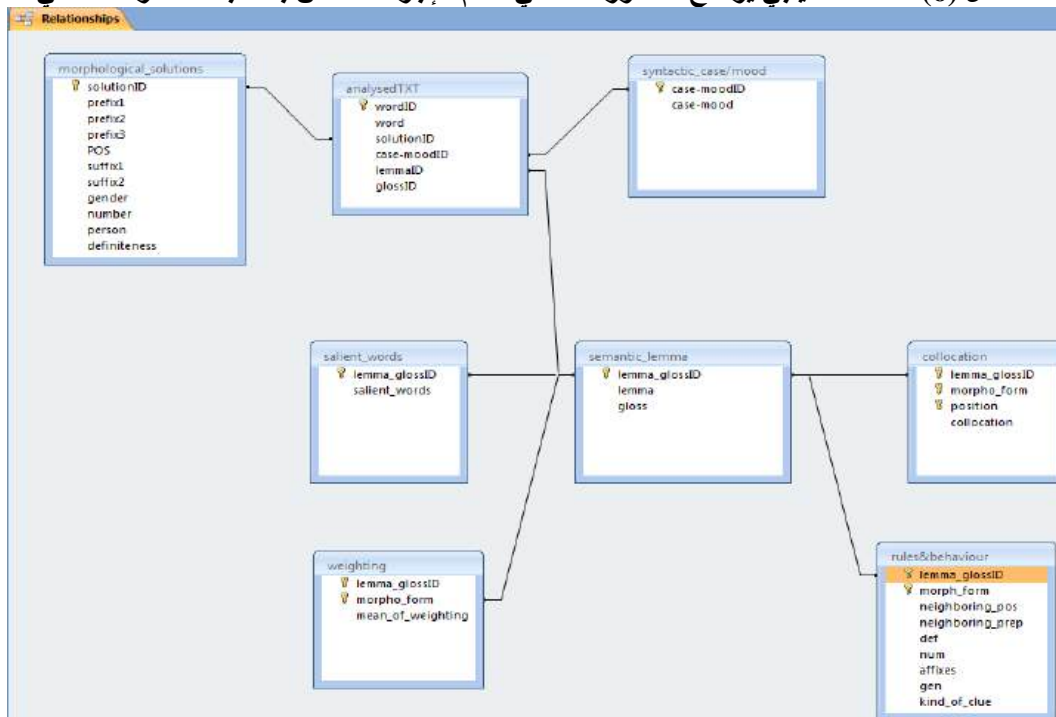 (8)
Relationships
morphological_solutions
solutionID
prefix1
prefix2
prefix3
POS
suffix1
suffix2
gender
number
person
definiteness
analysedTXT
wordID
word
solutionID
case-moodID
lemmaID
glossID
syntactic_case/mood
case-moodID
case-mood
salient_words
lemma_glossID
salient_words
semantic_lemma
lemma_glossID
lemma
gloss
collocation
lemma_glossID
morpho_form
position
collocation
weighting
lemma_glossID
morpho_form
mean_of_weighting
rules&behaviour
lemma_glossID
morph_form
neighboring_pos
neighboring_prep
def
num
affixes
gen
kind_of_clue